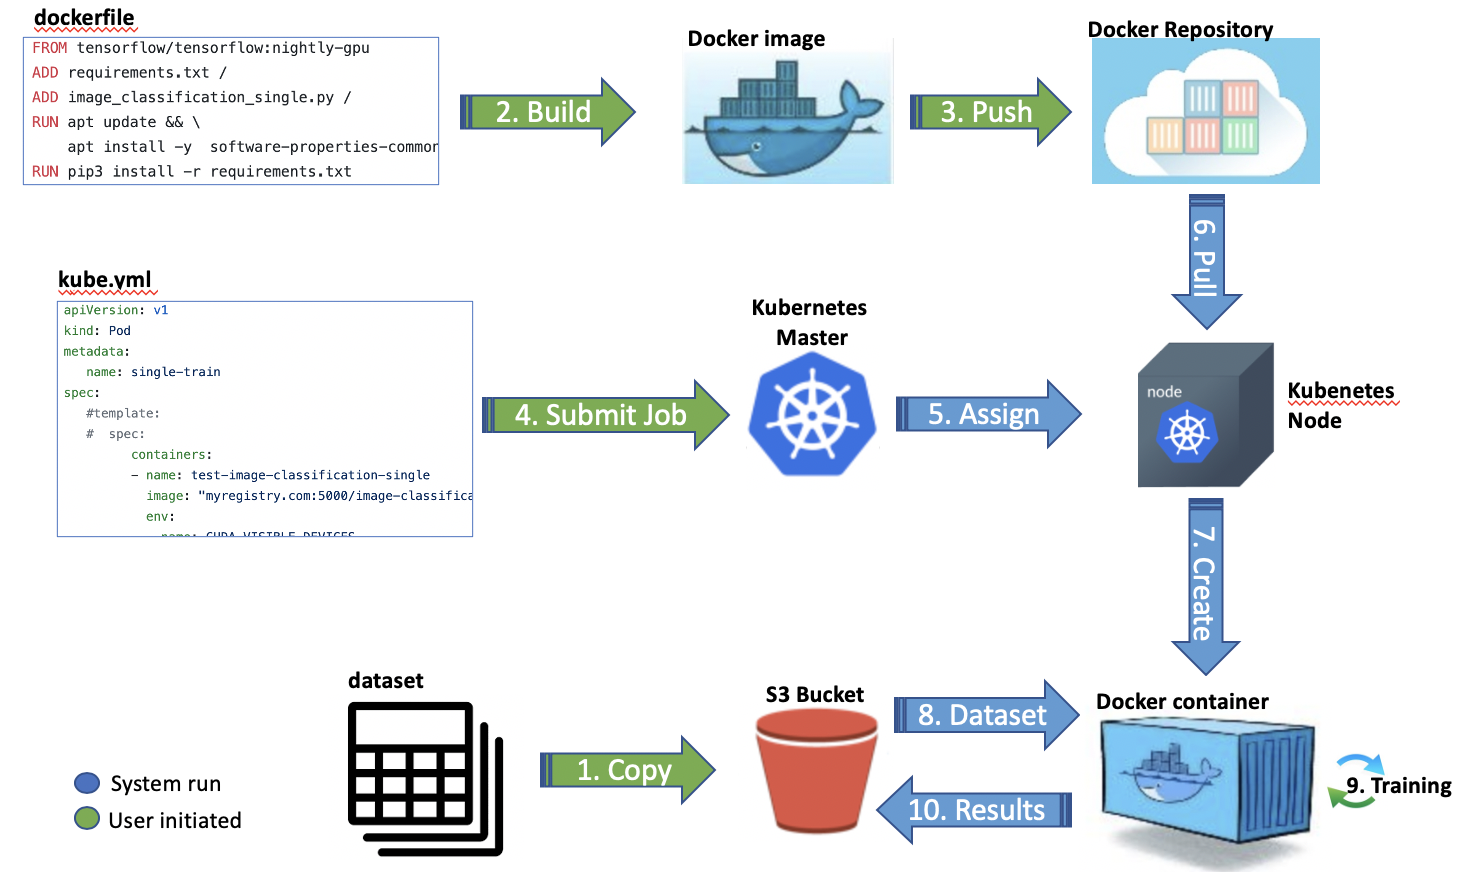 dockerfile
FROM tensorflow/tensorflow:nightly-gpu
ADD requirements.txt /
ADD image_classification_single.py /
RUN apt update && \
apt install -y software-properties-common
RUN pip3 install -r requirements.txt
2. Build
Docker image
3. Push
Docker Repository
6. Pull
kube.yml
apiVersion: v1
kind: Pod
metadata:
name: single-train
spec:
#template:
# spec:
containers:
- name: test-image-classification-single
image: "myregistry.com:5000/image-classifica
env:
name: CUDA_VISIBLE_DEVICES
4. Submit Job
Kubernetes
Master
5. Assign
node
Kubenetes
Node
7. Create
dataset
1. Copy
S3 Bucket
8. Dataset
10. Results
Docker container
9. Training
System run
User initiated